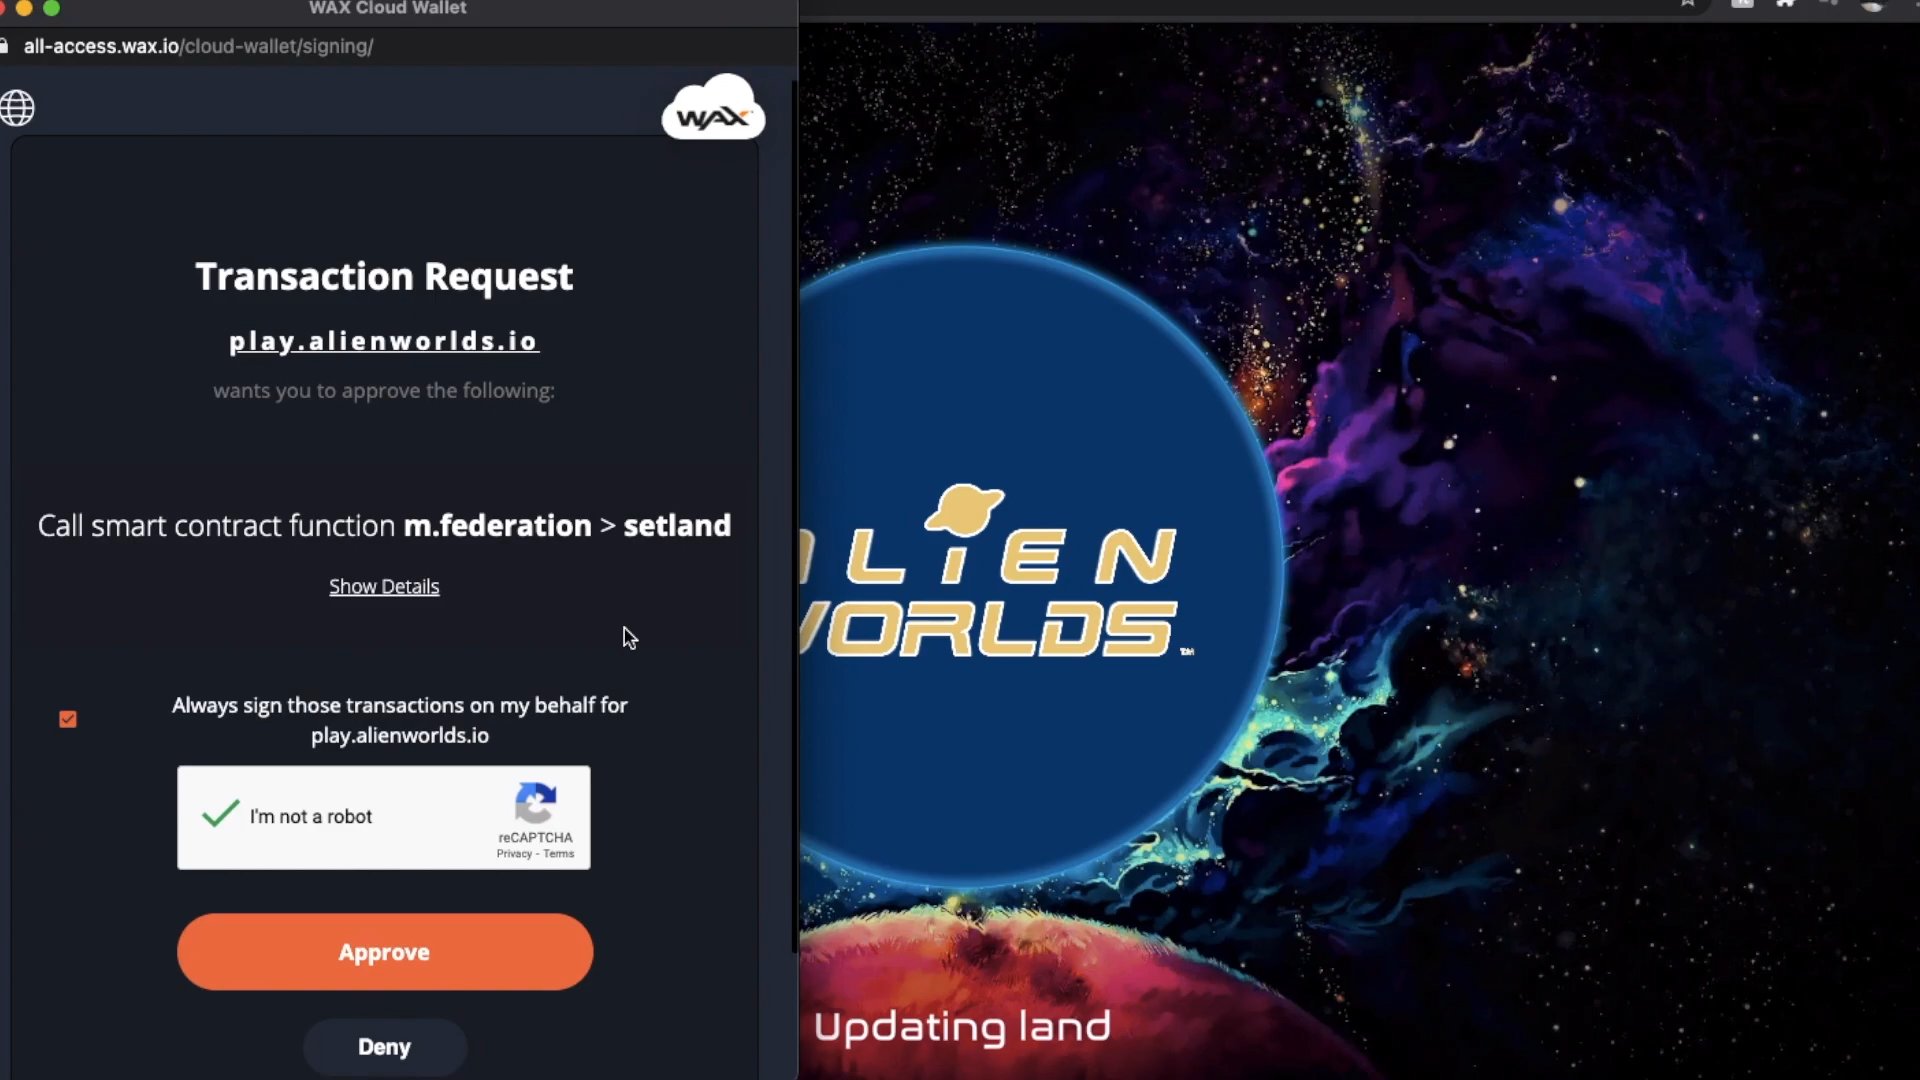 WAX Cloud Wallet
all-access.wax.io/cloud-wallet/signing/
WAX
Transaction Request
play.alienworlds.io
wants you to approve the following:
Call smart contract function m.federation > setland
Show Details
Always sign those transactions on my behalf for
play.alienworlds.io
I'm not a robot
reCAPTCHA
Privacy - Terms
Approve
Deny
LIEN
WORLDS™
Updating land